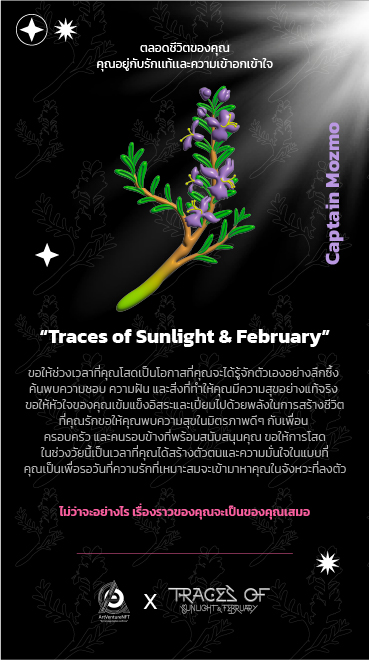 ตลอดชีวิตของคุณ
คุณอยู่กับรักแท้และความเข้าอกเข้าใจ
Captain Mozmo
“Traces of Sunlight & February”
ขอให้ช่วงเวลาที่คุณโสดเป็นโอกาสที่คุณจะได้รู้จักตัวเองอย่างลึกซึ้ง
ค้นพบความชอบ ความฝัน และสิ่งที่ทำให้คุณมีความสุขอย่างแท้จริง
ขอให้หัวใจของคุณเข้มแข็งอิสระและเปี่ยมไปด้วยพลังในการสร้างชีวิต
ที่คุณรักขอให้คุณพบความสุขในมิตรภาพดีๆ กับเพื่อน
ครอบครัว และคนรอบข้างที่พร้อมสนับสนุนคุณ ขอให้การโสด
ในช่วงวัยนี้เป็นเวลาที่คุณได้สร้างตัวตนและความมั่นใจในแบบที่
คุณเป็นเพื่อรอวันที่ความรักที่เหมาะสมจะเข้ามาหาคุณในจังหวะที่ลงตัว
ไม่ว่าจะอย่างไร เรื่องราวของคุณจะเป็นของคุณเสมอ
ArtVentureNFT
X
TRACES OF
SUNLIGHT & FEBRUARY